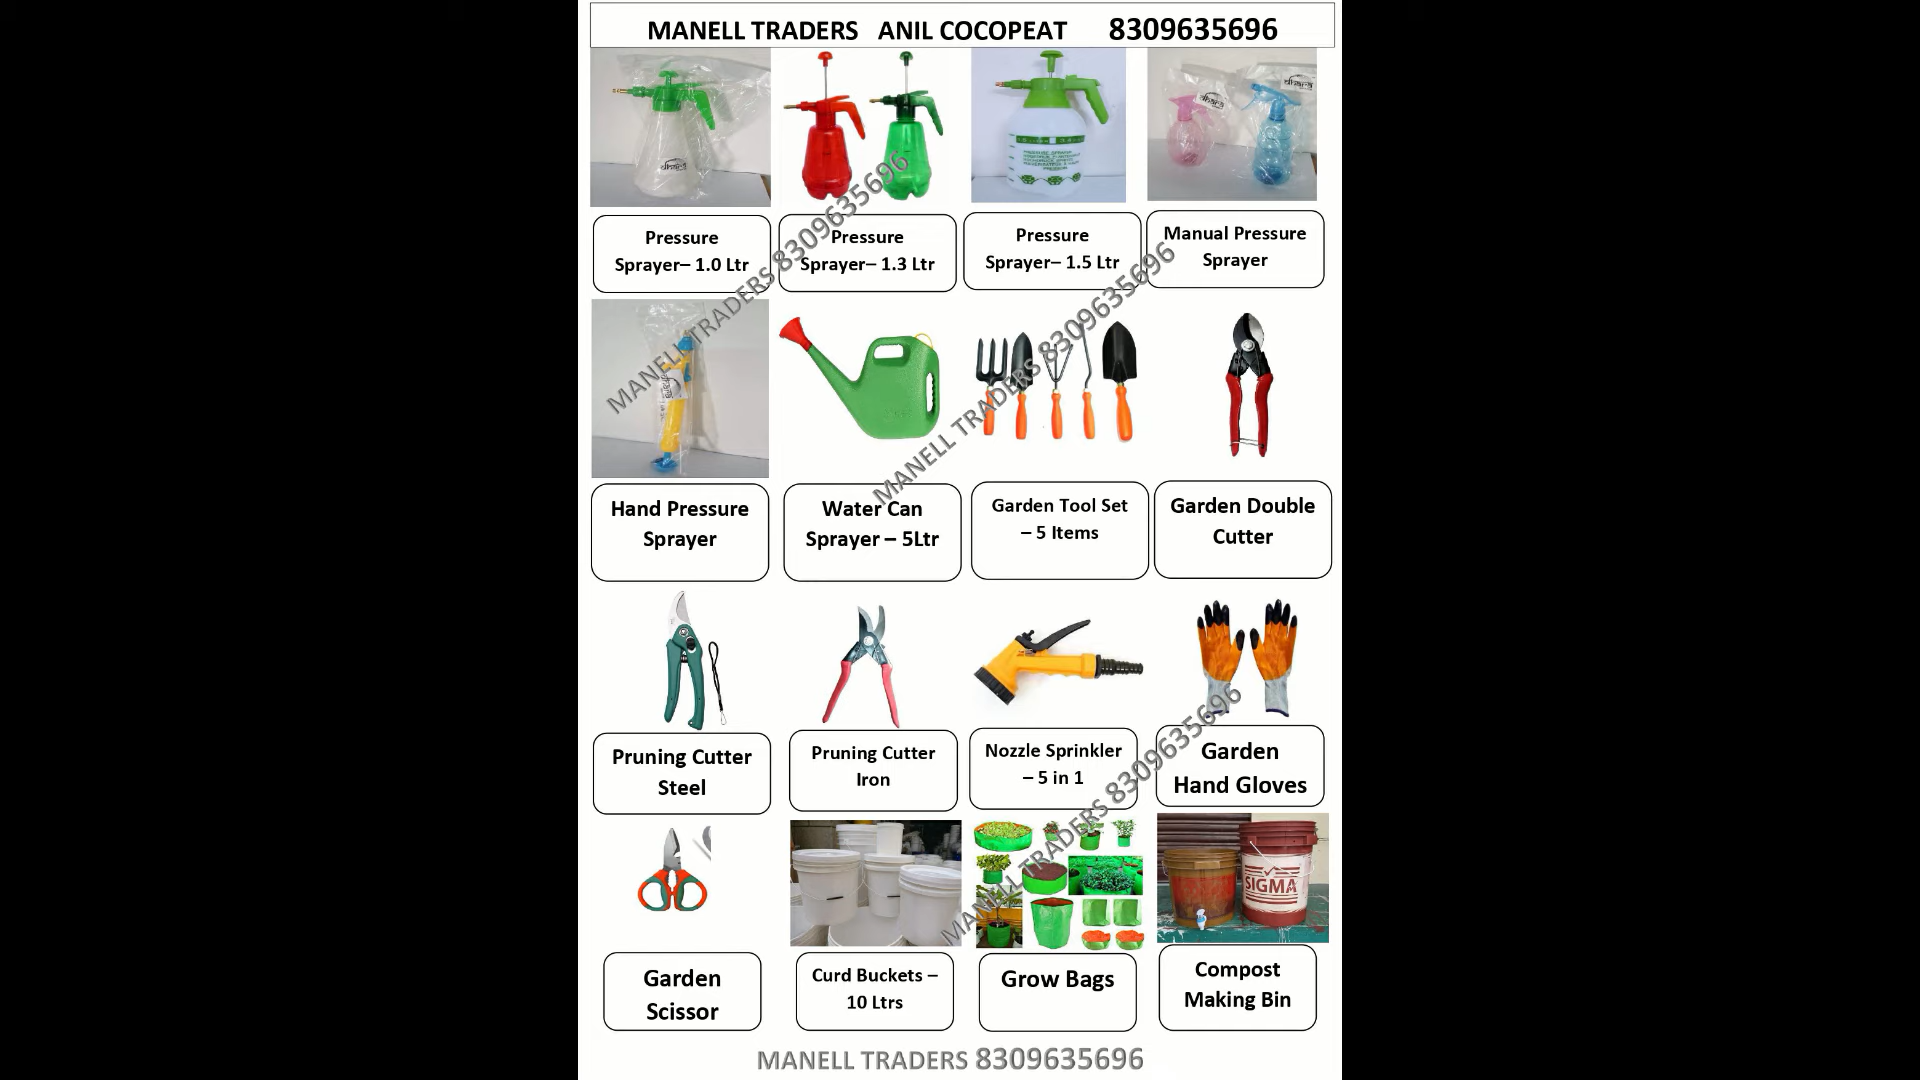 MANELL TRADERS ANIL COCOPEAT 8309635696
dhara
dhara
dhara
Pressure
Sprayer– 1.0 Ltr
Pressure
Sprayer– 1.3 Ltr
Pressure
Sprayer– 1.5 Ltr
Manual Pressure
Sprayer
MANELL TRADERS 8309635696
MANELL TRADERS 8309635696
Hand Pressure
Sprayer
Water Can
Sprayer – 5Ltr
Garden Tool Set
– 5 Items
Garden Double
Cutter
Pruning Cutter
Steel
Pruning Cutter
Iron
Nozzle Sprinkler
– 5 in 1
Garden
Hand Gloves
MANELL TRADERS 8309635696
SIGMA
Garden
Scissor
Curd Buckets –
10 Ltrs
Grow Bags
Compost
Making Bin
MANELL TRADERS 8309635696